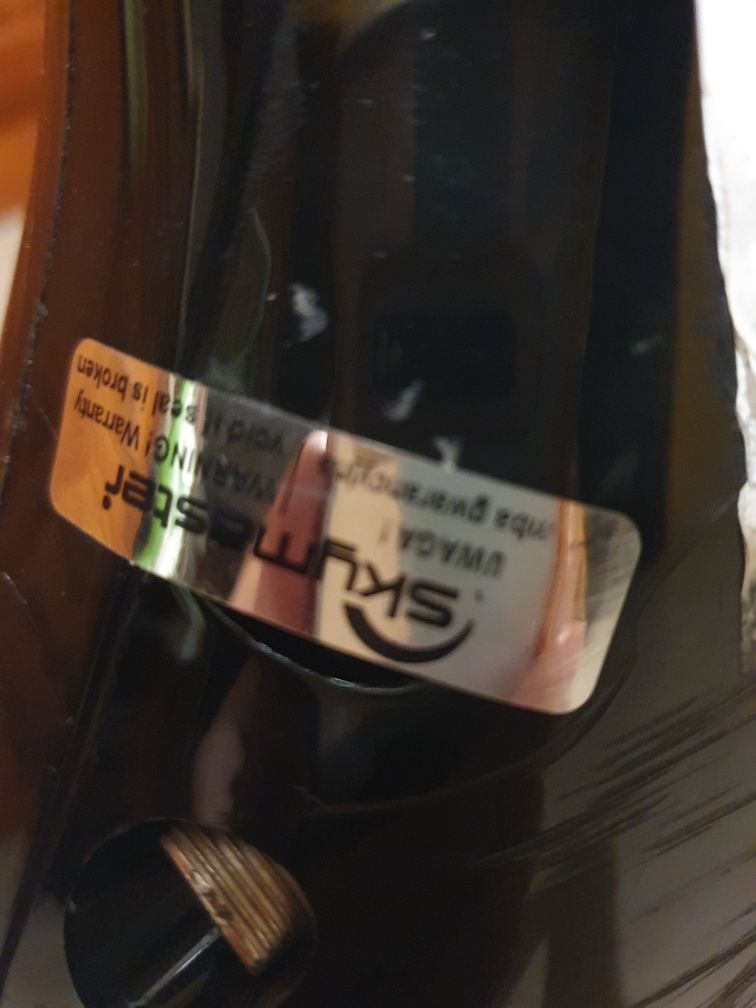 skymaster
UWAGA!
WARNING! Warranty
void if seal is broken